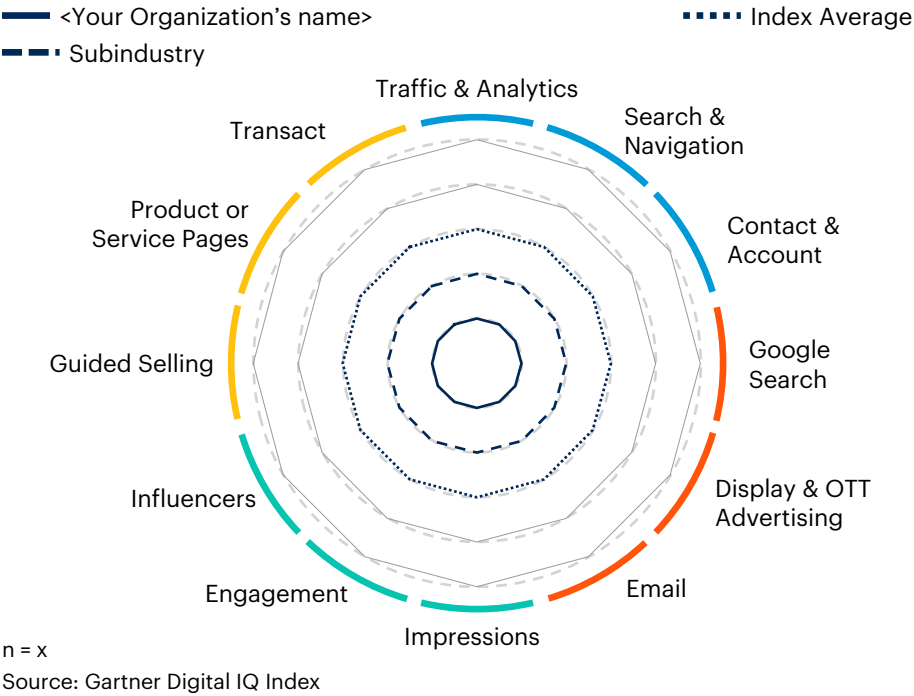 <Your Organization’s name>
Index Average
Subindustry
Traffic & Analytics
Search &
Navigation
Transact
Product or
Service Pages
Contact &
Account
Guided Selling
Google
Search
Influencers
Display & OTT
Advertising
Engagement
Email
Impressions
n = x
Source: Gartner Digital IQ Index